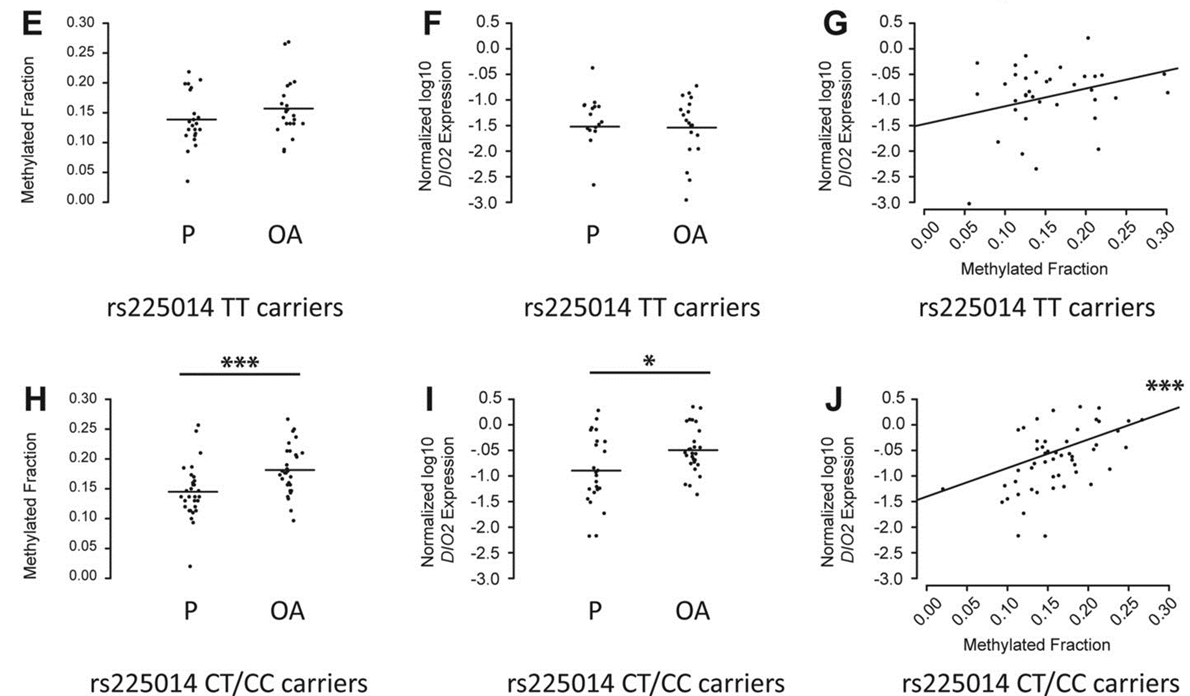 E
Methylated Fraction
0.30
0.25
0.20
0.15
0.10
0.05
0.00
P OA
rs225014 TT carriers
F
Normalized log10
DIO2 Expression
0.5
0.0
-.05
-1.0
-1.5
-2.0
-2.5
-3.0
P OA
rs225014 TT carriers
G
Normalized log10
DIO2 Expression
0.5
0.0
-.05
-1.0
-1.5
-2.0
-2.5
-3.0
0.00 0.05 0.10 0.15 0.20 0.25 0.30
Methylated Fraction
rs225014 TT carriers
H
***
Methylated Fraction
0.30
0.25
0.20
0.15
0.10
0.05
0.00
P OA
rs225014 CT/CC carriers
I
*
Normalized log10
DIO2 Expression
0.5
0.0
-.05
-1.0
-1.5
-2.0
-2.5
-3.0
P OA
rs225014 CT/CC carriers
J
***
Normalized log10
DIO2 Expression
0.5
0.0
-.05
-1.0
-1.5
-2.0
-2.5
-3.0
0.00 0.05 0.10 0.15 0.20 0.25 0.30
Methylated Fraction
rs225014 CT/CC carriers